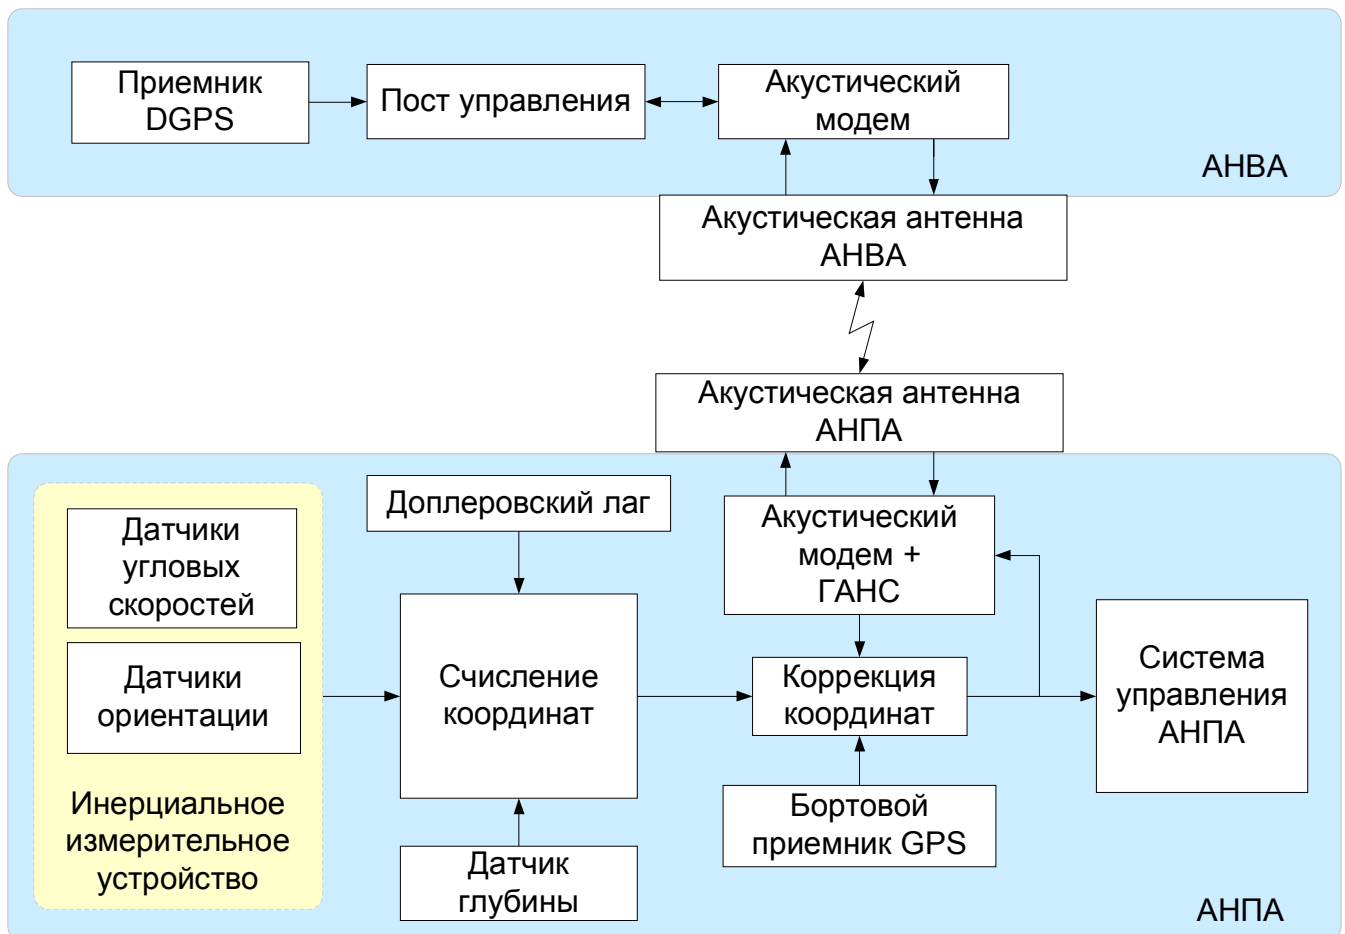 Приемник
DGPS
Пост управления
Акустический
модем
АНВА
Акустическая антенна
АНВА
Акустическая антенна
АНПА
Доплеровский лаг
Датчики
угловых
скоростей
Акустический
модем +
ГАНС
Датчики
ориентации
Счисление
координат
Коррекция
координат
Система
управления
АНПА
Инерциальное
измерительное
устройство
Датчик
глубины
Бортовой
приемник GPS
АНПА